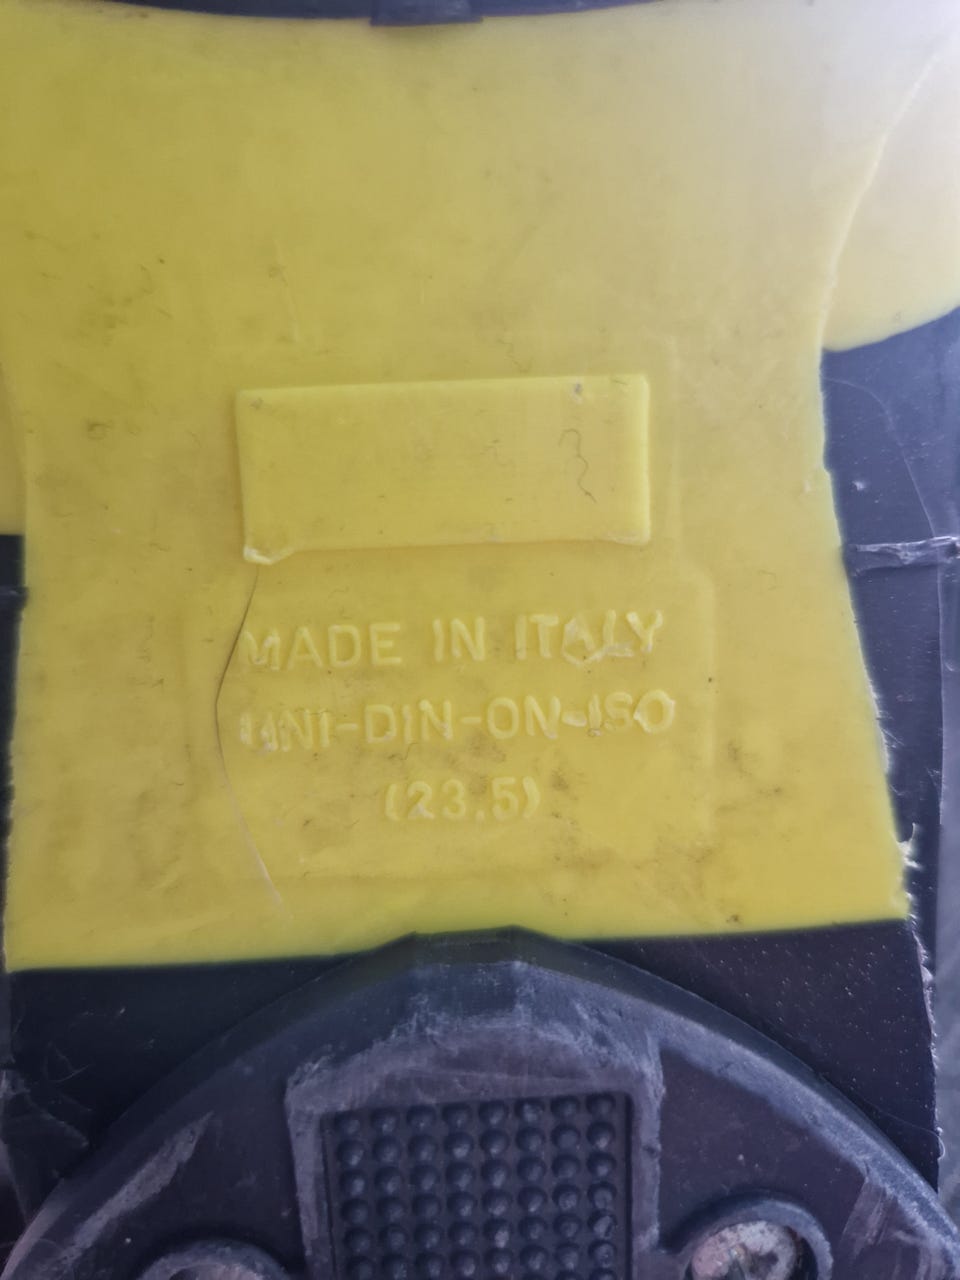 MADE IN ITALY
UNI-DIN-ON-ISO
(23.5)